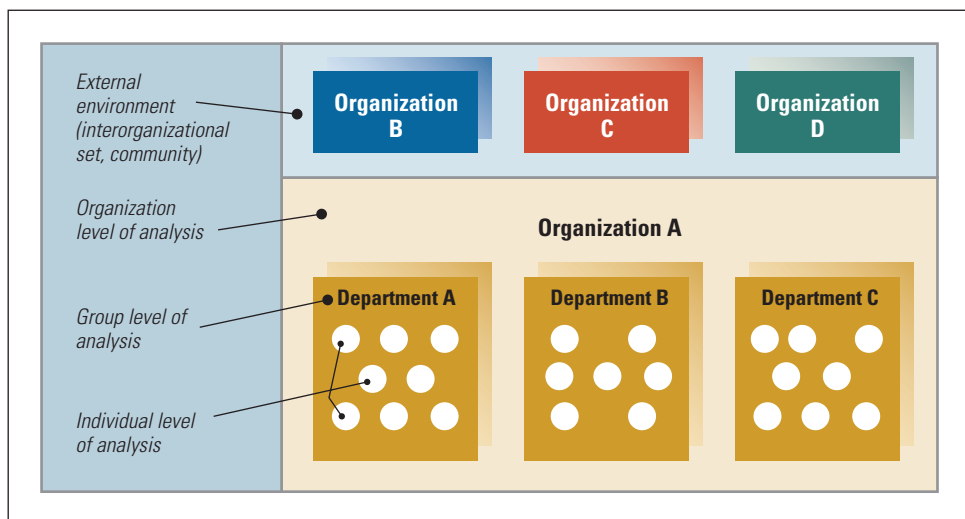 External
environment
(interorganizational
set, community)
Organization
B
Organization
C
Organization
D
Organization
level of analysis
Organization A
Group level of
analysis
Department A
Department B
Department C
Individual level
of analysis